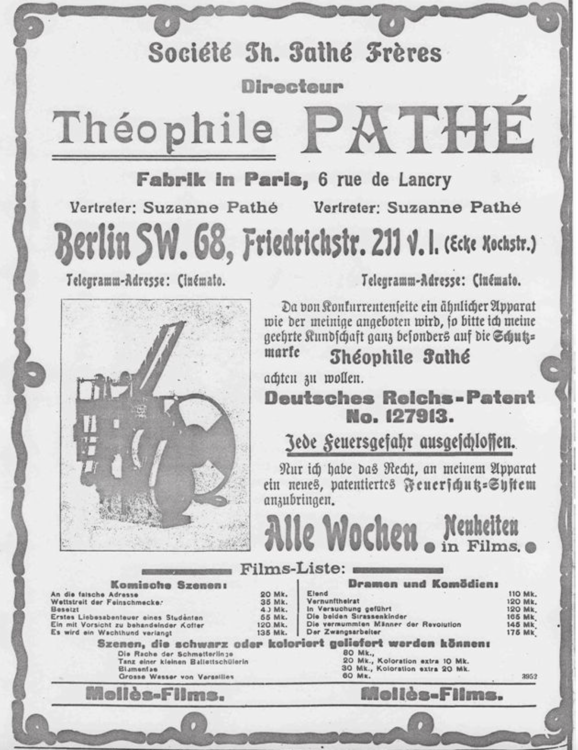 Société Th. Pathé Frères
Directeur
Théophile PATHÉ
Fabrik in Paris, 6 rue de Lancry
Vertreter: Suzanne Pathé Vertreter: Suzanne Pathé
Berlin SW. 68, Friedrichstr. 211 v. I. (Ecke Kochstr.)
Telegramm-Adresse: Cinémato. Telegramm-Adresse: Cinémato.
Da von Konkurrentenseite ein ähnlicher Apparat
wie der meinige angeboten wird, so bitte ich meine
geehrte Kundschaft ganz besonders auf die Schutz-
marke Théophile Pathé
achten zu wollen.
Deutsches Reichs-Patent
No. 127913.
Jede Feuersgefahr ausgeschlossen.
Nur ich habe das Recht, an meinem Apparat
ein neues, patentiertes Feuerschutz-System
anzubringen.
Alle Wochen. Neuheiten
in Films.
Films-Liste:
Komische Szenen:
An die falsche Adresse 20 Mk.
Wettstreit der Feinschmecker 35 Mk.
Besetzt Mk.
Erstes Liebesabenteuer eines Studenten 55 Mk.
Ein mit Vorsicht zu behandelnder Koffer 120 Mk.
Es wird ein Wachthund verlangt 135 Mk.
Dramen und Komödien:
Elend 110 Mk.
Vernunftheirat 120 Mk.
In Versuchung geführt 120 Mk.
Die beiden Strassenkinder 165 Mk.
Die vermummten Männer der Revolution 145 Mk.
Der Zwangsarbeiter 175 Mk.
Szenen, die schwarz oder koloriert geliefert werden können:
Die Rache der Schmetterlinge 80 Mk.,
Tanz einer kleinen Ballettschülerin 20 Mk., Koloration extra 10 Mk.
30 Mk., Koloration extra 20 Mk.
Grosse Wasser von Versailles 60 Mk. 3952
Meliès-Films. Meliès-Films.